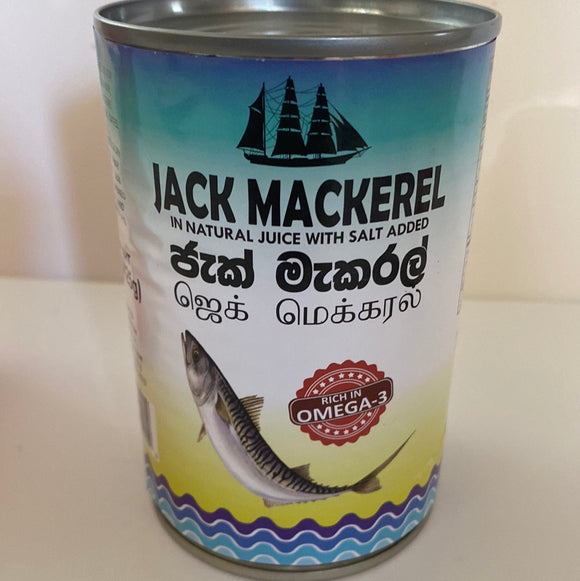 JACK MACKEREL
IN NATURAL JUICE WITH SALT ADDED
ජැක් මැකරල්
ஜெக் மெக்கரல்
RICH IN
OMEGA-3